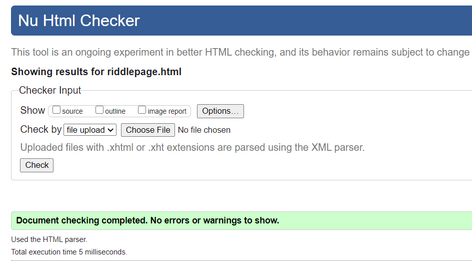 Nu Html Checker
This tool is an ongoing experiment in better HTML checking, and its behavior remains subject to change
Showing results for riddlepage.html
Checker Input
Show source outline image report Options...
Check by file upload Choose File No file chosen
Uploaded files with .xhtml or .xht extensions are parsed using the XML parser.
Check
Document checking completed. No errors or warnings to show.
Used the HTML parser.
Total execution time 5 milliseconds.